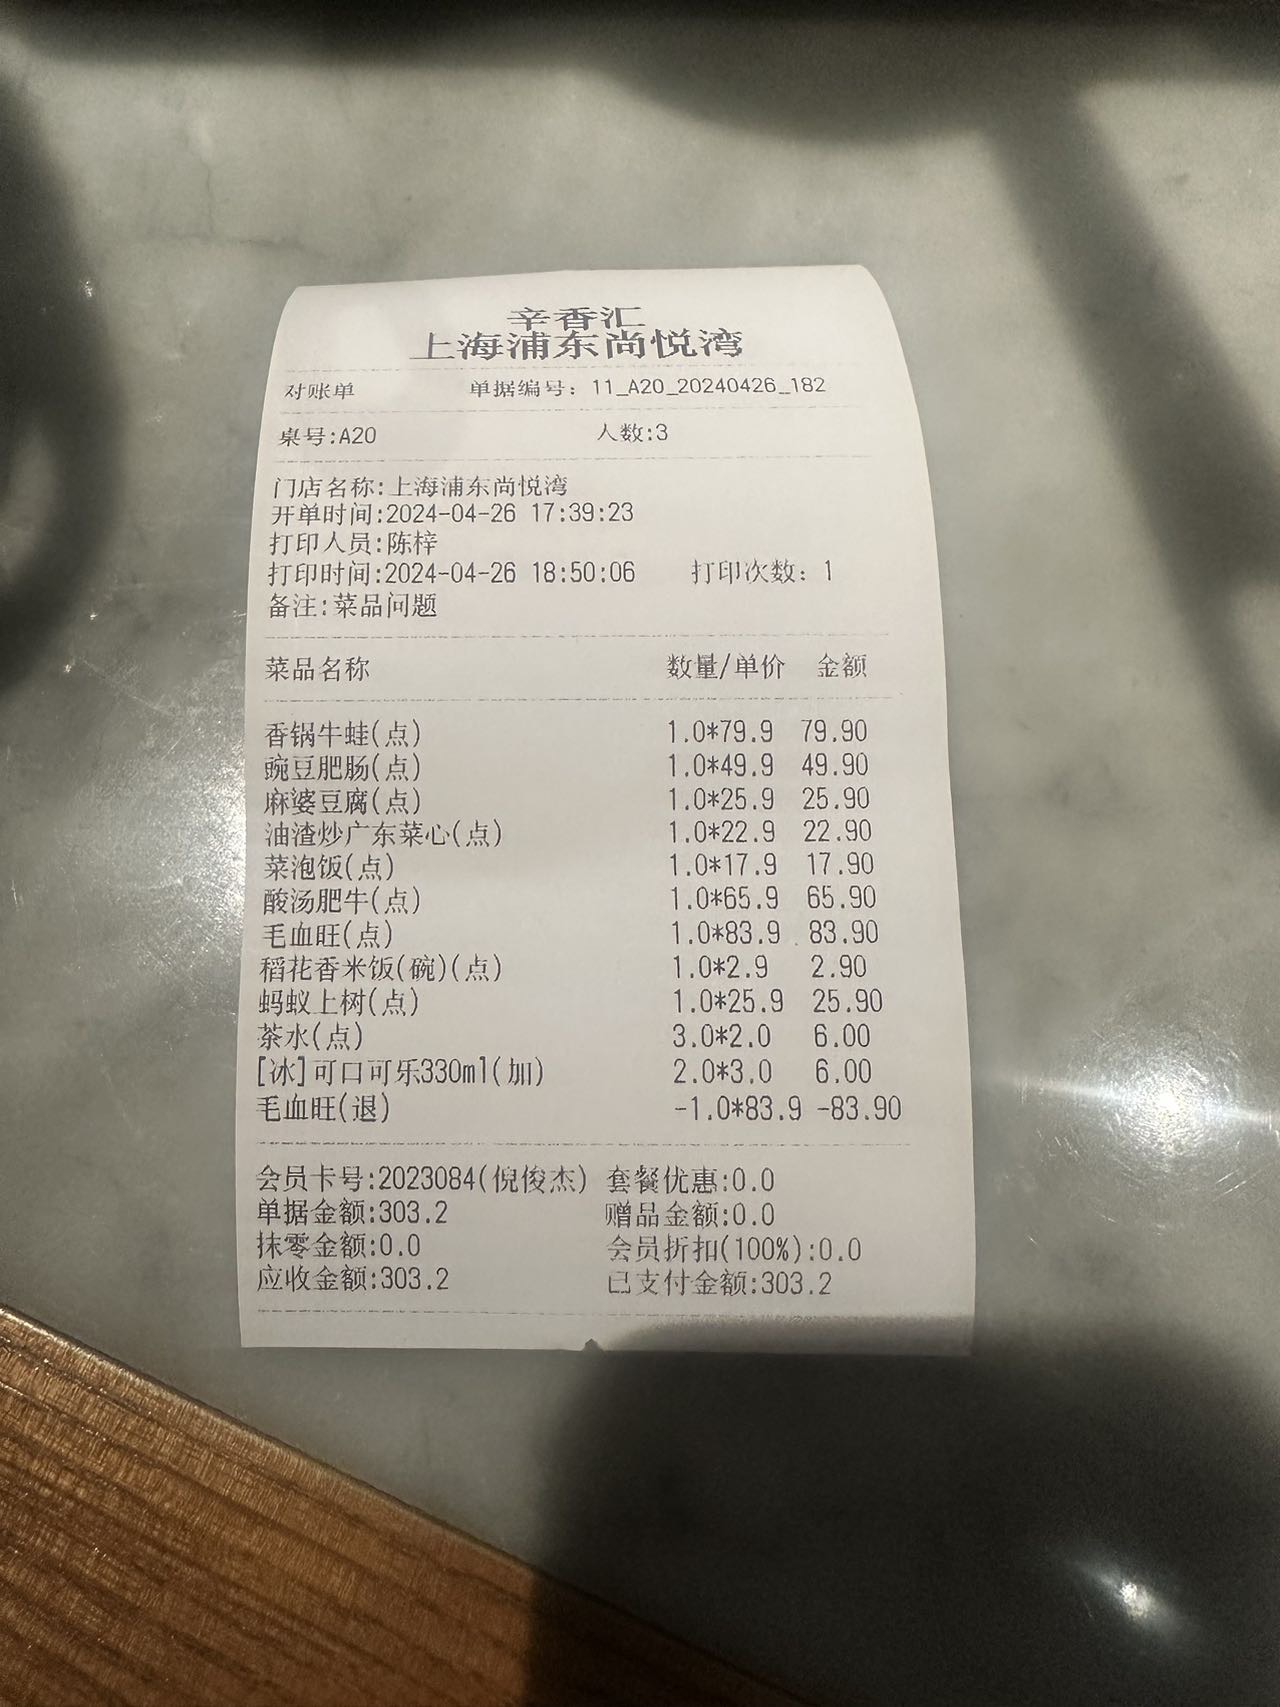 辛香汇
上海浦东尚悦湾
对账单 单据编号：11_A20_20240426_182
桌号:A20 人数:3
门店名称:上海浦东尚悦湾
开单时间:2024-04-26 17:39:23
打印人员:陈梓
打印时间:2024-04-26 18:50:06 打印次数：1
备注:菜品问题
菜品名称 数量/单价 金额
香锅牛蛙(点) 1.0*79.9 79.90
豌豆肥肠(点) 1.0*49.9 49.90
麻婆豆腐(点) 1.0*25.9 25.90
油渣炒广东菜心(点) 1.0*22.9 22.90
菜泡饭(点) 1.0*17.9 17.90
酸汤肥牛(点) 1.0*65.9 65.90
毛血旺(点) 1.0*83.9 83.90
稻花香米饭(碗)(点) 1.0*2.9 2.90
蚂蚁上树(点) 1.0*25.9 25.90
茶水(点) 3.0*2.0 6.00
[冰]可口可乐330ml(加) 2.0*3.0 6.00
毛血旺(退) -1.0*83.9 -83.90
会员卡号:2023084(倪俊杰) 套餐优惠:0.0
单据金额:303.2 赠品金额:0.0
抹零金额:0.0 会员折扣(100%):0.0
应收金额:303.2 已支付金额:303.2